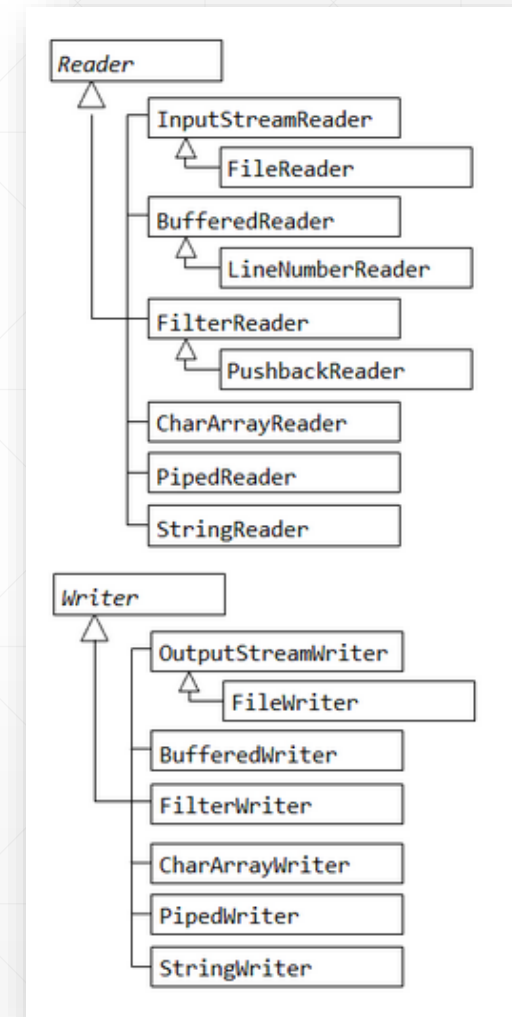 Reader
InputStreamReader
FileReader
BufferedReader
LineNumberReader
FilterReader
PushbackReader
CharArrayReader
PipedReader
StringReader
Writer
OutputStreamWriter
FileWriter
BufferedWriter
FilterWriter
CharArrayWriter
PipedWriter
StringWriter